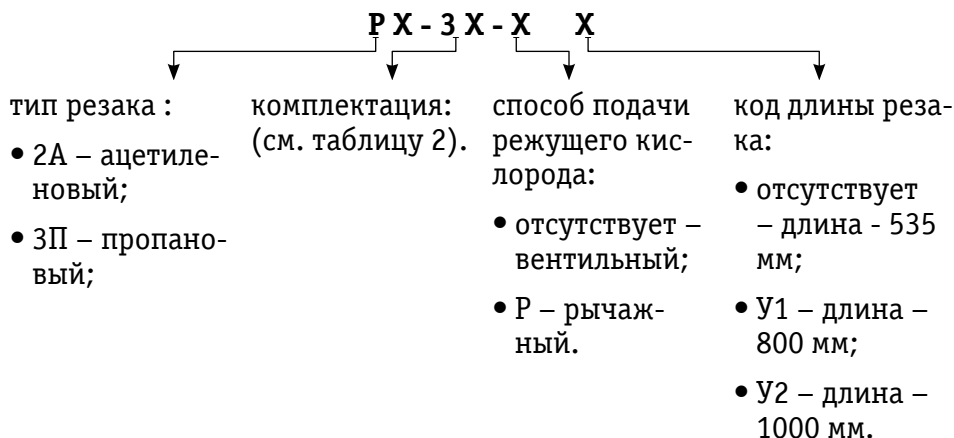 Р Х - 3 Х - Х Х
тип резака :
• 2А – ацетиле-
новый;
• 3П – пропано-
вый;
комплектация:
(см. таблицу 2).
способ подачи
режущего кис-
лорода:
• отсутствует –
вентильный;
• Р – рычаж-
ный.
код длины реза-
ка:
• отсутствует
– длина - 535
мм;
• У1 – длина –
800 мм;
• У2 – длина –
1000 мм.